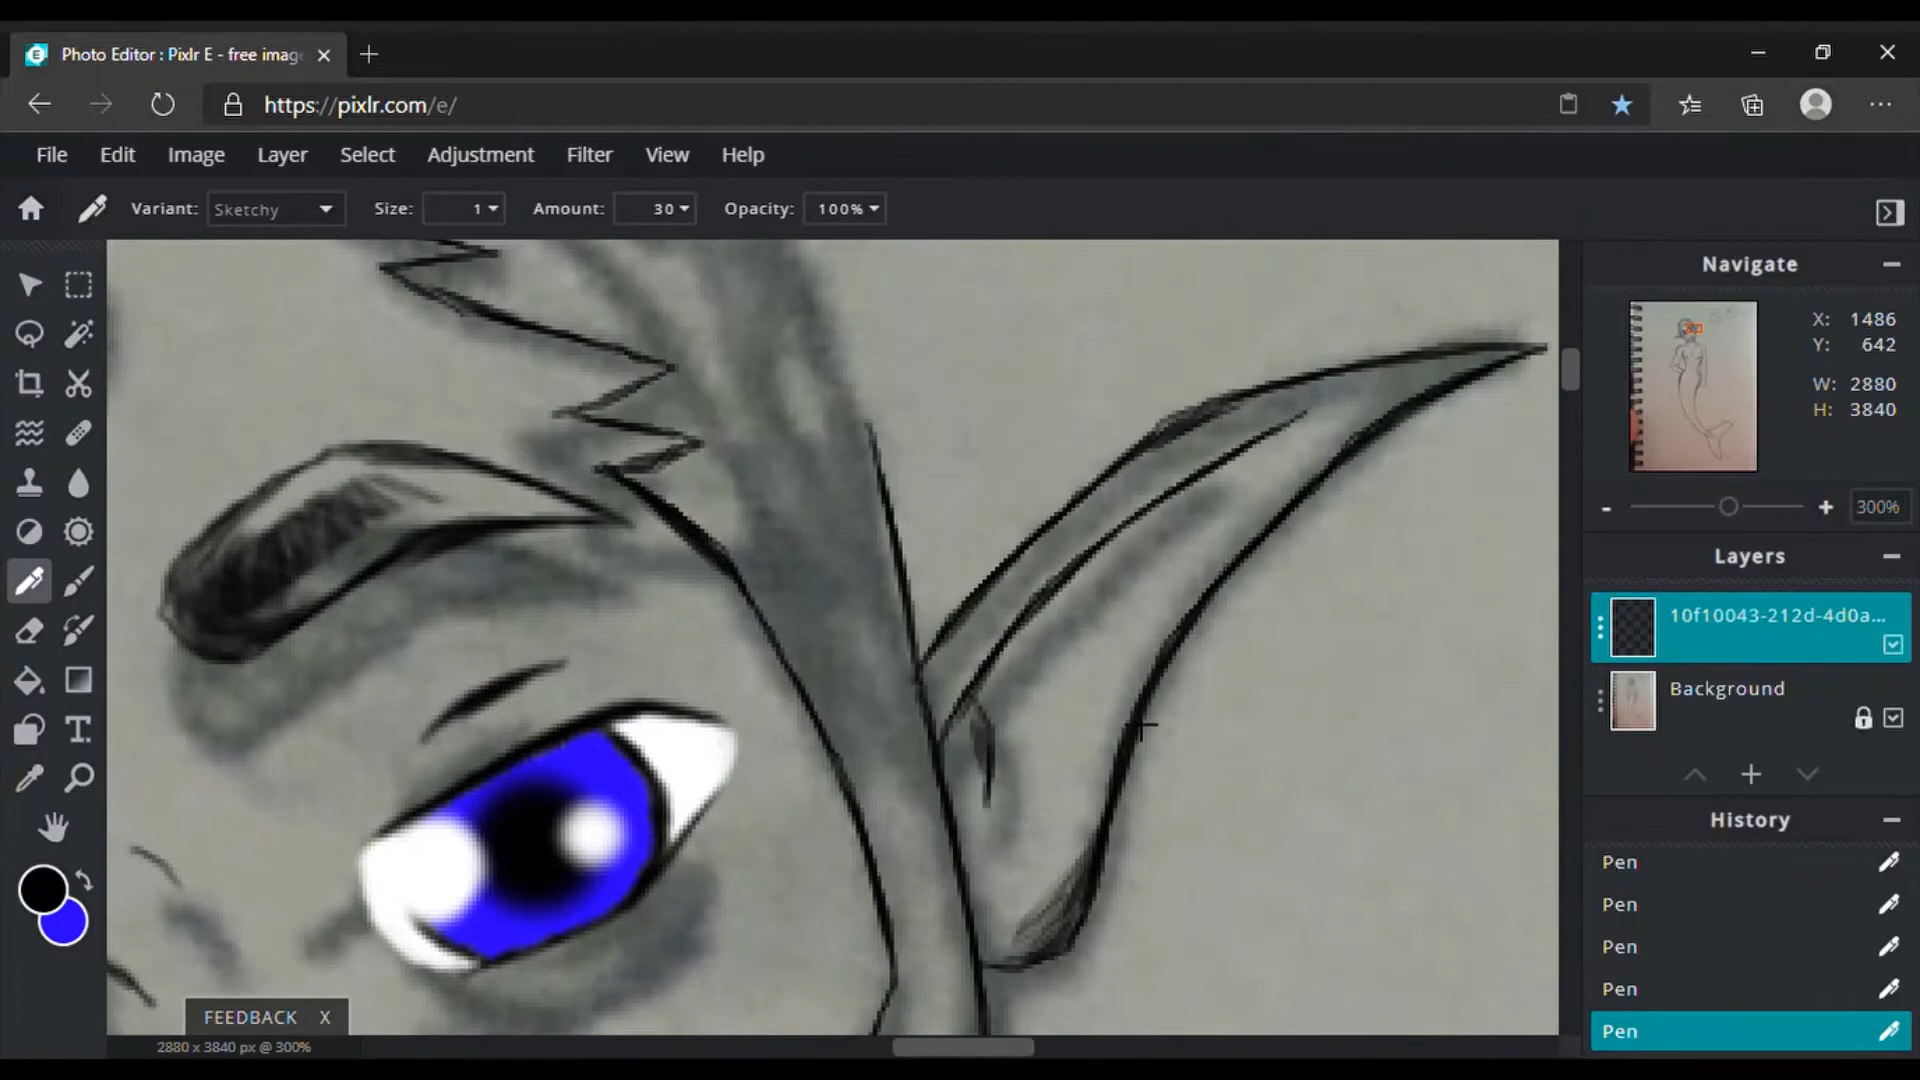 Photo Editor : Pixlr E - free imag
https://pixlr.com/e/
File Edit Image Layer Select Adjustment Filter View Help
Variant: Sketchy Size: 1 Amount: 30 Opacity: 100%
Navigate
X: 1486
Y: 642
W: 2880
H: 3840
- + 300%
Layers
10f10043-212d-4d0a...
Background
History
Pen
Pen
Pen
Pen
Pen
FEEDBACK X
2880 x 3840 px @ 300%